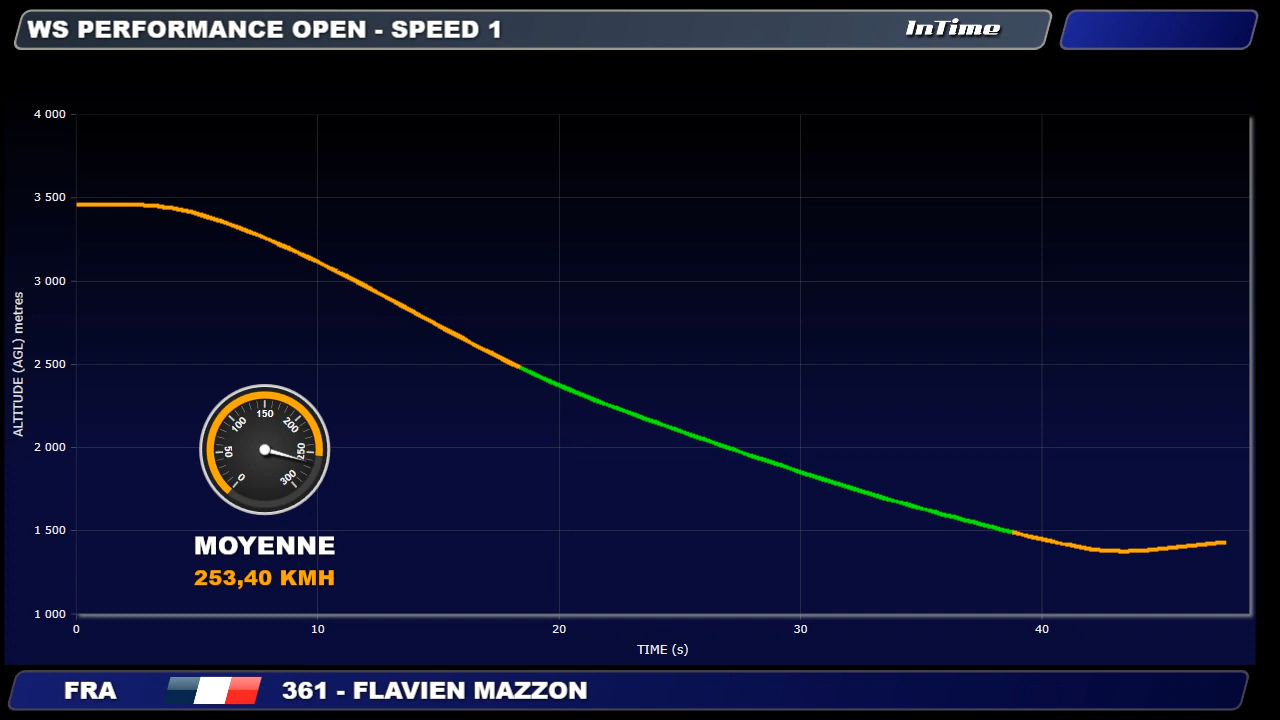 WS PERFORMANCE OPEN - SPEED 1
InTime
4 000
3 500
3 000
2 500
2 000
1 500
1 000
ALTITUDE (AGL) metres
0
10
20
30
40
TIME (s)
0
50
100
150
200
250
300
MOYENNE
253,40 KMH
FRA
361 - FLAVIEN MAZZON